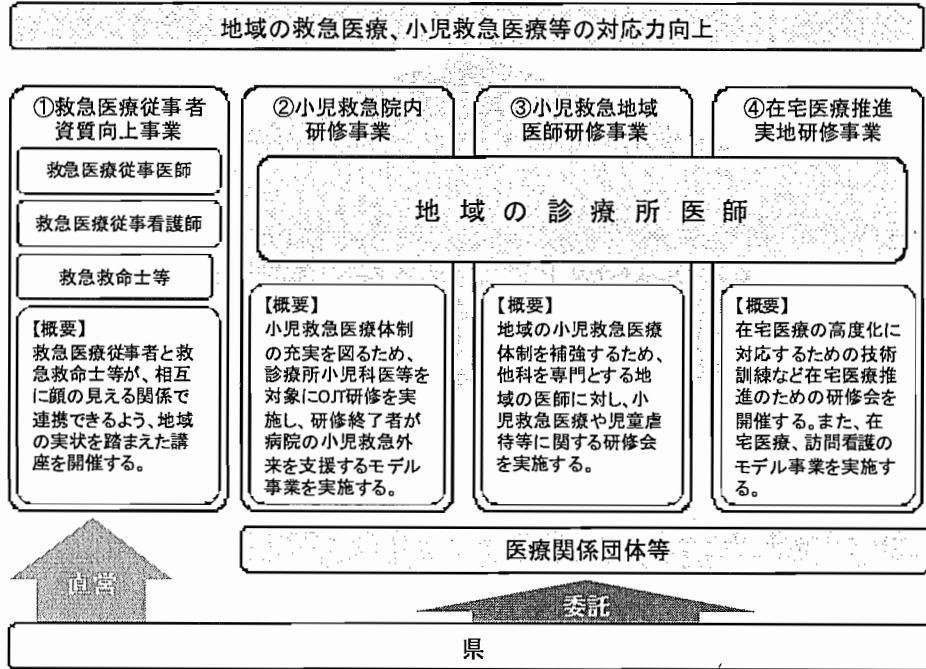 地域の救急医療、小児救急医療等の対応力向上
①救急医療従事者
資質向上事業
救急医療従事医師
救急医療従事看護師
救急救命士等
【概要】
救急医療従事者と救
急救命士等が、相互
に顔の見える関係で
連携できるよう、地域
の実状を踏まえた講
座を開催する。
②小児救急院内
研修事業
③小児救急地域
医師研修事業
④在宅医療推進
実地研修事業
地域の診療所医師
【概要】
小児救急医療体制
の充実を図るため、
診療所小児科医等を
対象にOJT研修を実
施し、研修終了者が
病院の小児救急外
来を支援するモデル
事業を実施する。
【概要】
地域の小児救急医療
体制を補強するため、
他科を専門とする地
域の医師に対し、小
児救急医療や児童虐
待等に関する研修会
を実施する。
【概要】
在宅医療の高度化に
対応するための技術
訓練など在宅医療推
進のための研修会を
開催する。また、在
宅医療、訪問看護の
モデル事業を実施す
る。
医療関係団体等
直営
委託
県